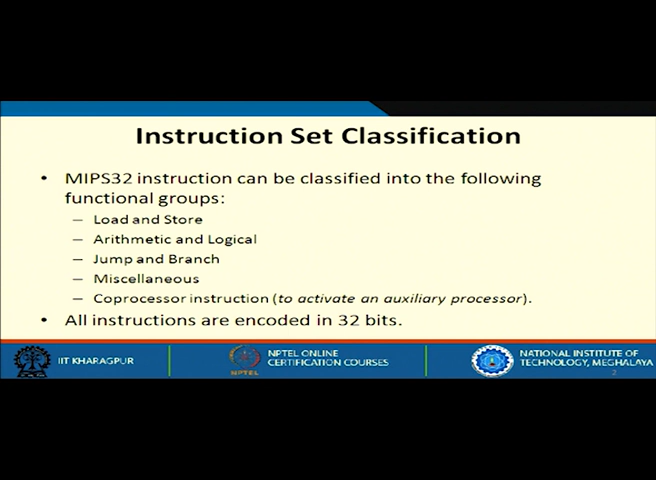 Instruction Set Classification
• MIPS32 instruction can be classified into the following
functional groups:
– Load and Store
– Arithmetic and Logical
– Jump and Branch
– Miscellaneous
– Coprocessor instruction (to activate an auxiliary processor).
• All instructions are encoded in 32 bits.
IIT KHARAGPUR
NPTEL
NPTEL ONLINE
CERTIFICATION COURSES
NATIONAL INSTITUTE OF
TECHNOLOGY, MEGHALAYA
2